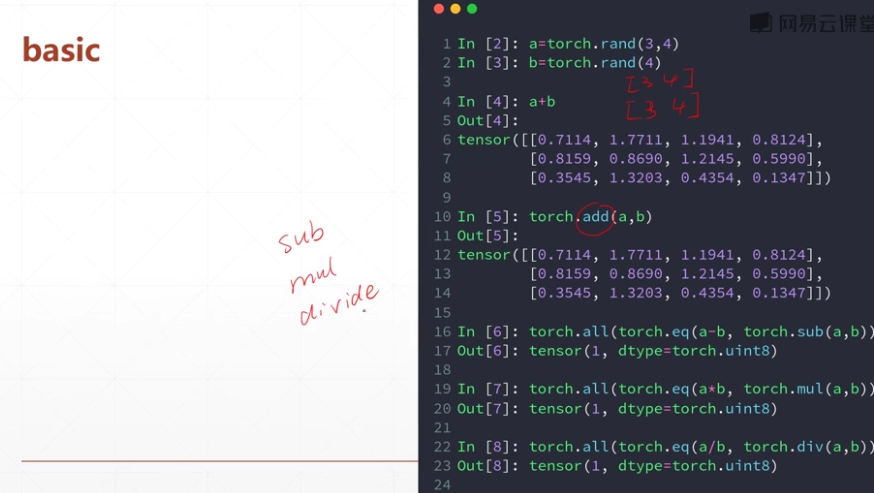 basic
sub
mul
divide
网易云课堂
1 In [2]: a=torch.rand(3,4)
2 In [3]: b=torch.rand(4)
[3 4]
3
[3 4]
4 In [4]: a+b
5 Out[4]:
6 tensor([[0.7114, 1.7711, 1.1941, 0.8124],
7 [0.8159, 0.8690, 1.2145, 0.5990],
8 [0.3545, 1.3203, 0.4354, 0.1347]])
9
10 In [5]: torch.add(a,b)
11 Out[5]:
12 tensor([[0.7114, 1.7711, 1.1941, 0.8124],
13 [0.8159, 0.8690, 1.2145, 0.5990],
14 [0.3545, 1.3203, 0.4354, 0.1347]])
15
16 In [6]: torch.all(torch.eq(a-b, torch.sub(a,b))
17 Out[6]: tensor(1, dtype=torch.uint8)
18
19 In [7]: torch.all(torch.eq(a*b, torch.mul(a,b))
20 Out[7]: tensor(1, dtype=torch.uint8)
21
22 In [8]: torch.all(torch.eq(a/b, torch.div(a,b))
23 Out[8]: tensor(1, dtype=torch.uint8)
24